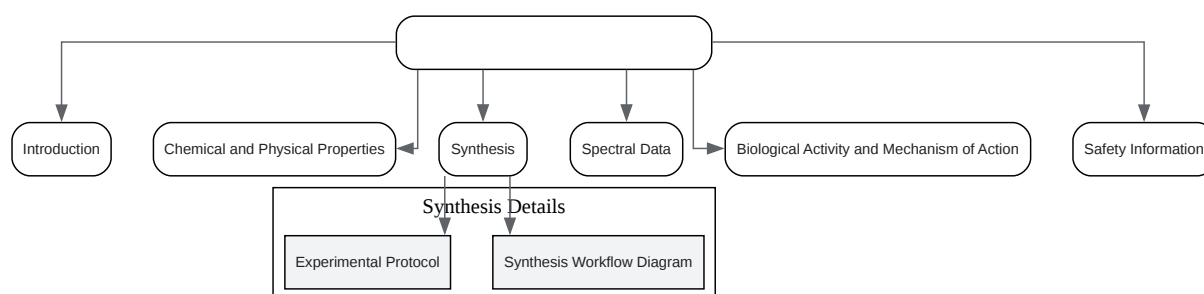 Introduction
Chemical and Physical Properties
Synthesis
Spectral Data
Biological Activity and Mechanism of Action
Safety Information
Synthesis Details
Experimental Protocol
Synthesis Workflow Diagram